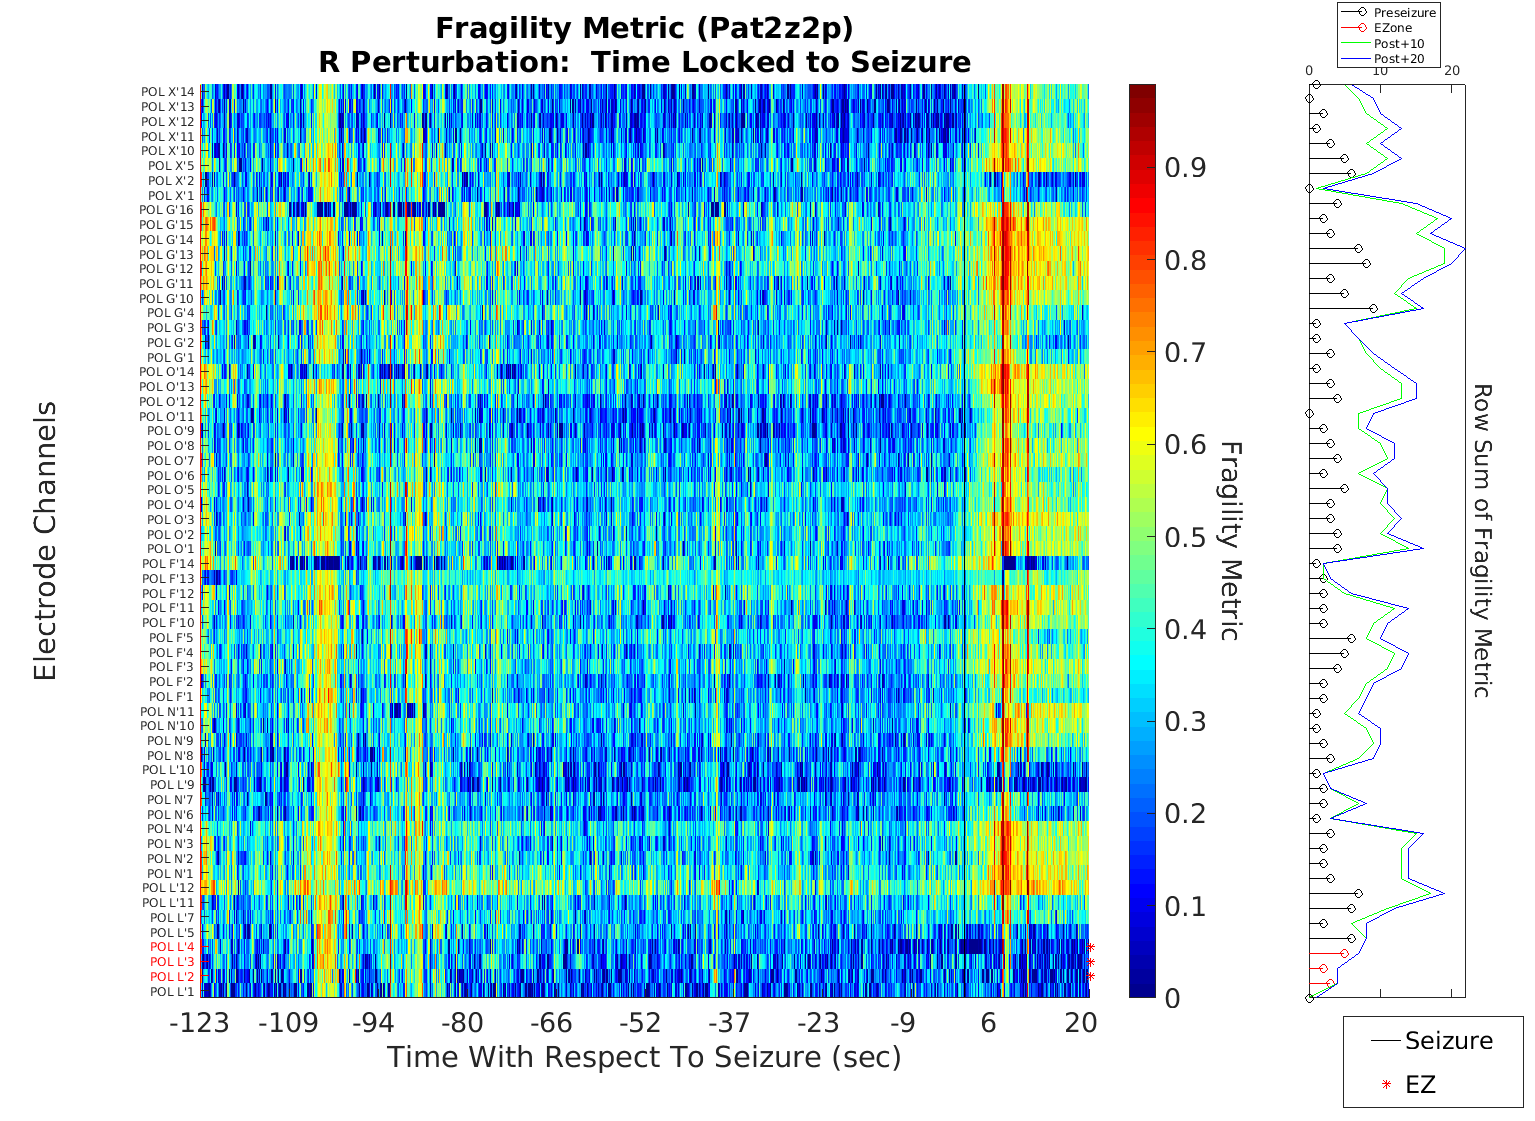 Fragility Metric (Pat2z2p)
R Perturbation:  Time Locked to Seizure
Electrode Channels
POL X'14
POL X'13
POL X'12
POL X'11
POL X'10
POL X'5
POL X'2
POL X'1
POL G'16
POL G'15
POL G'14
POL G'13
POL G'12
POL G'11
POL G'10
POL G'4
POL G'3
POL G'2
POL G'1
POL O'14
POL O'13
POL O'12
POL O'11
POL O'9
POL O'8
POL O'7
POL O'6
POL O'5
POL O'4
POL O'3
POL O'2
POL O'1
POL F'14
POL F'13
POL F'12
POL F'11
POL F'10
POL F'5
POL F'4
POL F'3
POL F'2
POL F'1
POL N'11
POL N'10
POL N'9
POL N'8
POL L'10
POL L'9
POL N'7
POL N'6
POL N'4
POL N'3
POL N'2
POL N'1
POL L'12
POL L'11
POL L'7
POL L'5
POL L'4
POL L'3
POL L'2
POL L'1
-123 -109 -94 -80 -66 -52 -37 -23 -9 6 20
Time With Respect To Seizure (sec)
0.9
0.8
0.7
0.6
0.5
0.4
0.3
0.2
0.1
0
Fragility Metric
Preseizure
EZone
Post+10
Post+20
0 10 20
Row Sum of Fragility Metric
Seizure
EZ